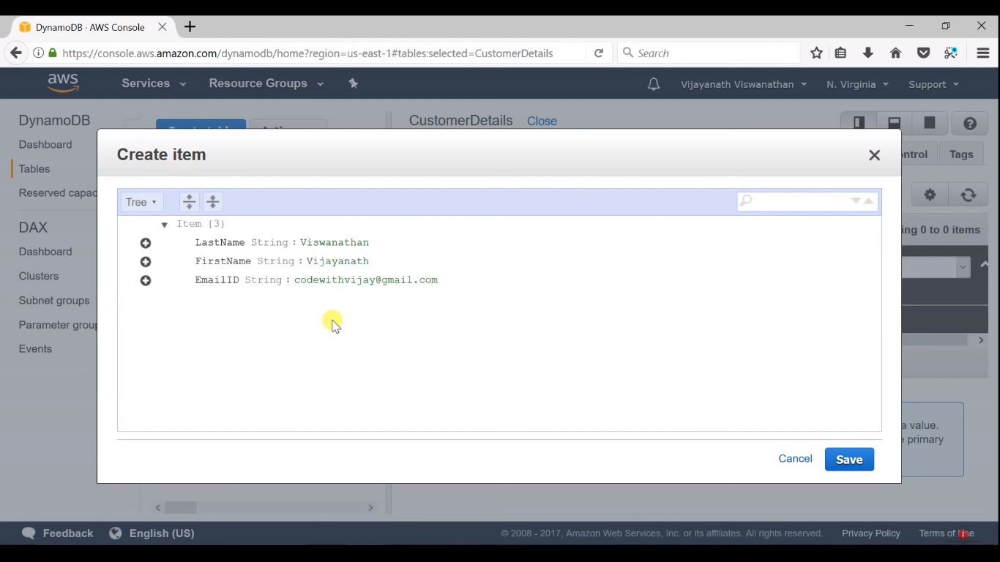 DynamoDB · AWS Console
https://console.aws.amazon.com/dynamodb/home?region=us-east-1#tables:selected=CustomerDetails
Search
aws
Services
Resource Groups
Vijayanath Viswanathan
N. Virginia
Support
DynamoDB
CustomerDetails
Close
Dashboard
Tables
Reserved capac
DAX
Dashboard
Clusters
Subnet groups
Parameter group
Events
Create item
ntrol
Tags
Tree
Item {3}
LastName String : Viswanathan
FirstName String : Vijayanath
EmailID String : codewithvijay@gmail.com
ing 0 to 0 items
a value.
e primary
Cancel
Save
Feedback
English (US)
© 2008 - 2017, Amazon Web Services, Inc. or its affiliates. All rights reserved.
Privacy Policy
Terms of Use